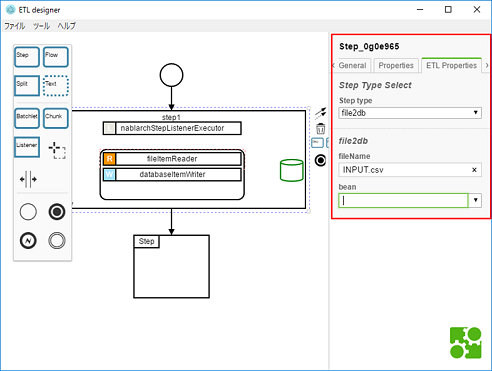 ETL designer
ファイル ツール ヘルプ
Step Flow
Split Text
Batchlet Chunk
Listener
step1
nablarchStepListenerExecutor
R fileItemReader
W databaseItemWriter
Step
Step_0g0e965
General Properties ETL Properties
Step Type Select
Step type
file2db
file2db
fileName
INPUT.csv
bean